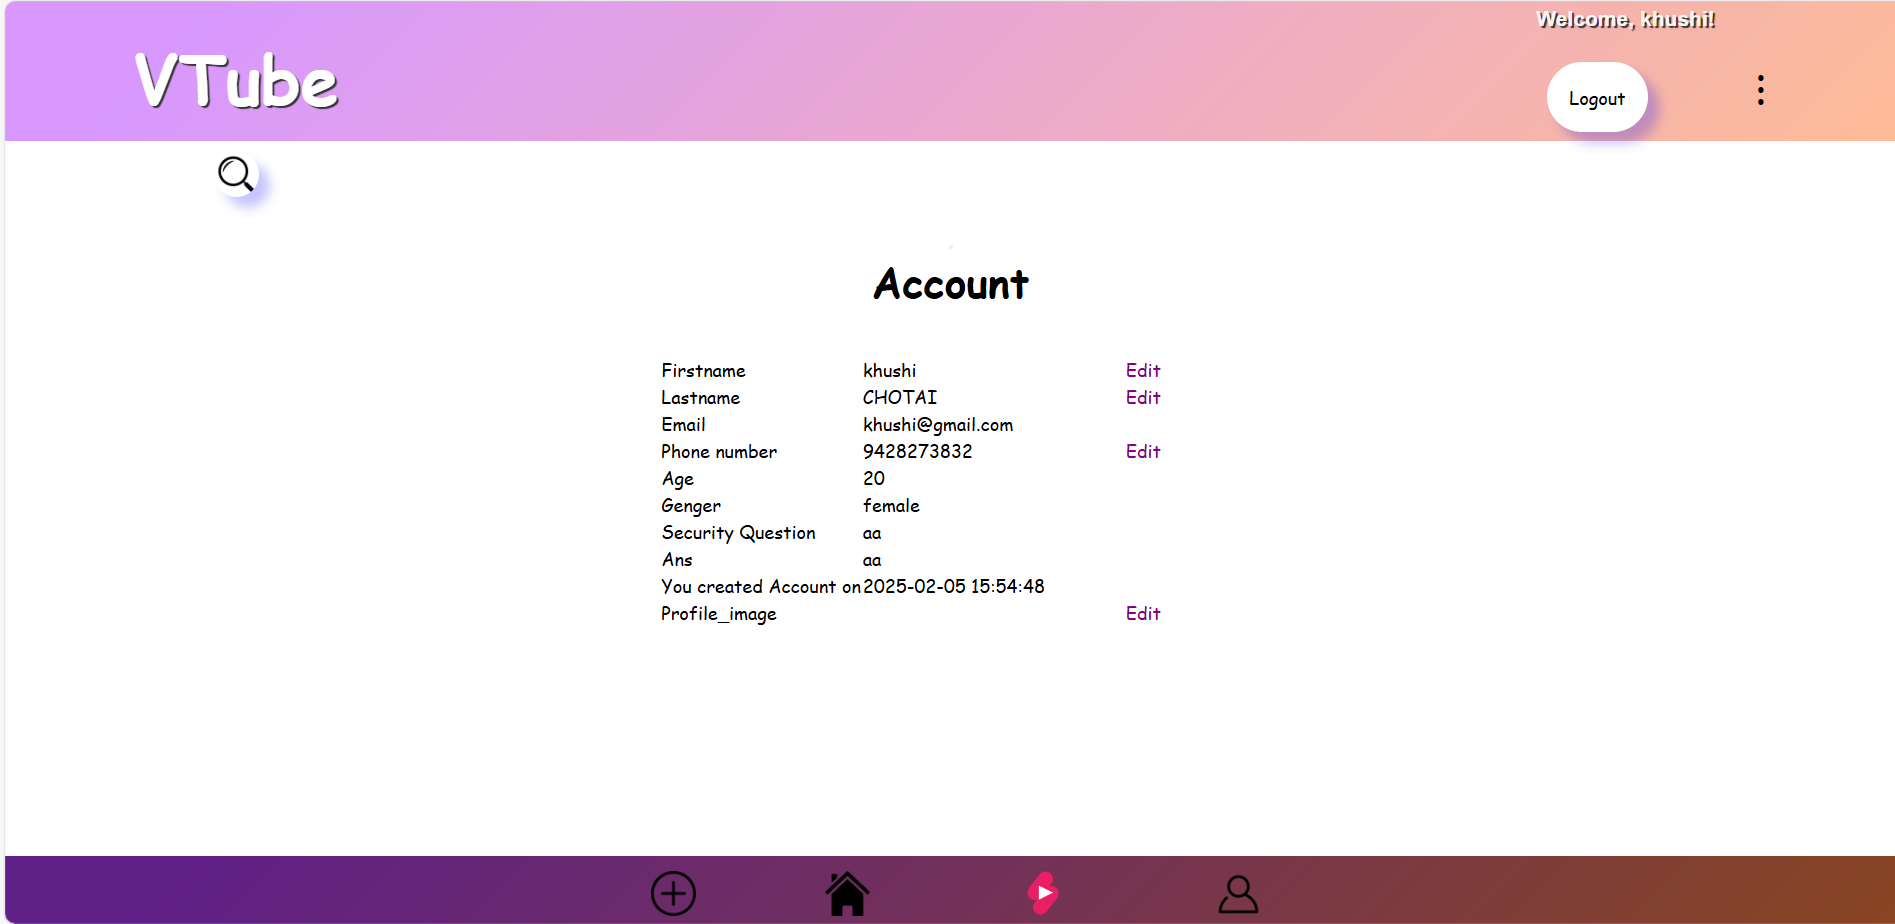 Welcome, khushi!
VTube
Logout
Account
Firstname khushi Edit
Lastname CHOTAI Edit
Email khushi@gmail.com
Phone number 9428273832 Edit
Age 20
Genger female
Security Question aa
Ans aa
You created Account on 2025-02-05 15:54:48
Profile_image Edit